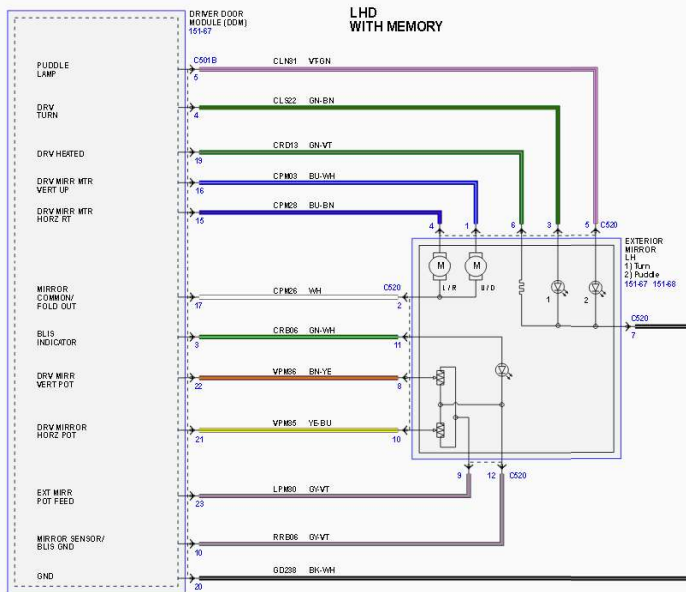 DRIVER DOOR
MODULE (DDM)
151-67
LHD
WITH MEMORY
PUDDLE
LAMP
C501B
5
CLN31 VT-GN
DRV
TURN
4
CLS22 GN-BN
DRV HEATED
19
CRD13 GN-VT
DRV MIRR MTR
VERT UP
16
CPM03 BU-WH
DRV MIRR MTR
HORZ RT
15
CPM28 BU-BN
4 1 6 3 5 C520
EXTERIOR
MIRROR
LH
1) Turn
2) Puddle
151-67 151-68
M M
L / R U / D
1 2
MIRROR
COMMON/
FOLD OUT
17
CPM26 WH
C520
2
C520
7
BLIS
INDICATOR
3
CRB06 GN-WH
11
DRV MIRR
VERT POT
22
VPM36 BN-YE
8
DRV MIRROR
HORZ POT
21
VPM35 YE-BU
10
9 12 C520
EXT MIRR
POT FEED
23
LPM30 GY-VT
MIRROR SENSOR/
BLIS GND
10
RRB06 GY-VT
GND
20
GD238 BK-WH